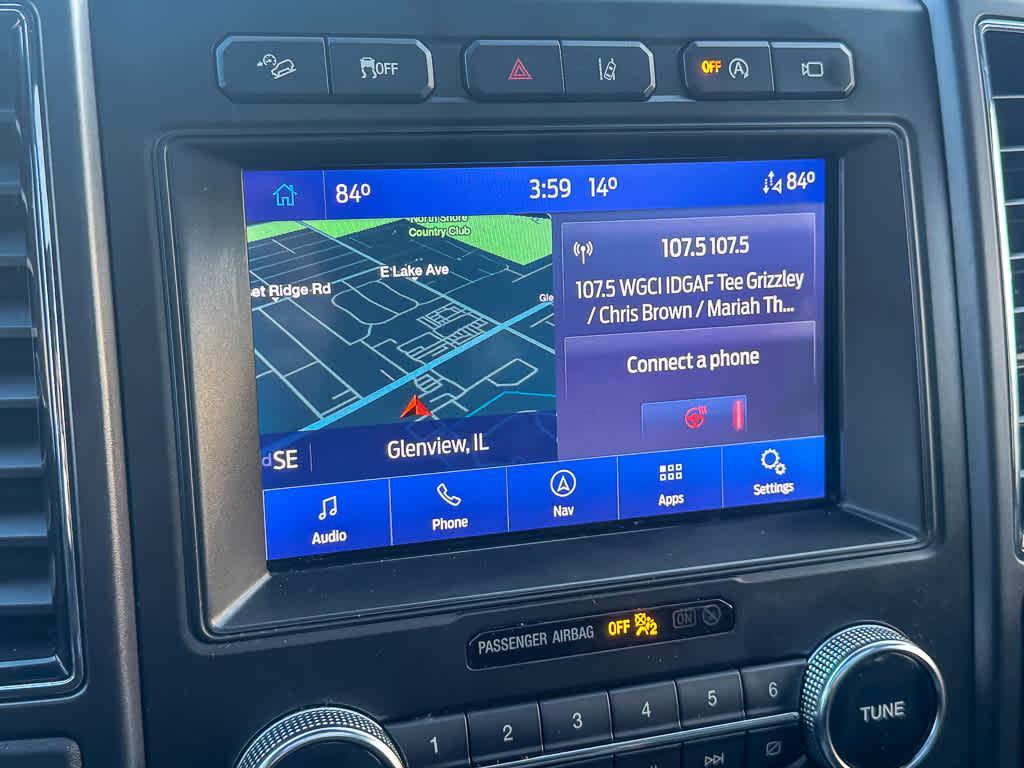 OFF
OFF
84°
3:59 14°
84°
North Shore
Country Club
E Lake Ave
et Ridge Rd
Gle
107.5 107.5
107.5 WGCI IDGAF Tee Grizzley
/ Chris Brown / Mariah Th...
Connect a phone
d SE
Glenview, IL
Audio
Phone
Nav
Apps
Settings
PASSENGER AIRBAG OFF 2 ON
1 2 3 4 5 6
TUNE